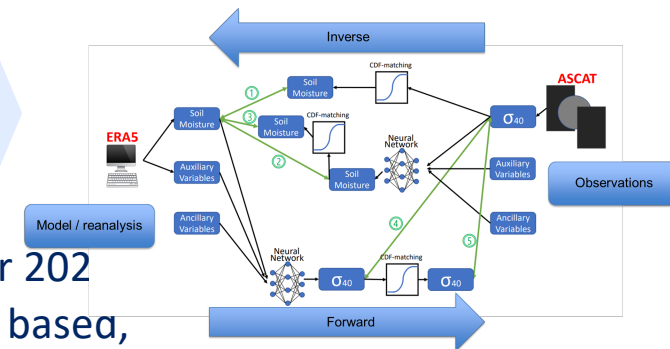 Inverse
CDF-matching
ASCAT
Soil
Moisture
①
σ40
Soil
Moisture
③
CDF-matching
Soil
Moisture
ERA5
②
Neural
Network
Auxiliary
Variables
Soil
Moisture
Auxiliary
Variables
Observations
Model / reanalysis
Ancillary
Variables
④
⑤
Ancillary
Variables
r 202
Neural
Network
CDF-matching
σ40
σ40
based,
Forward